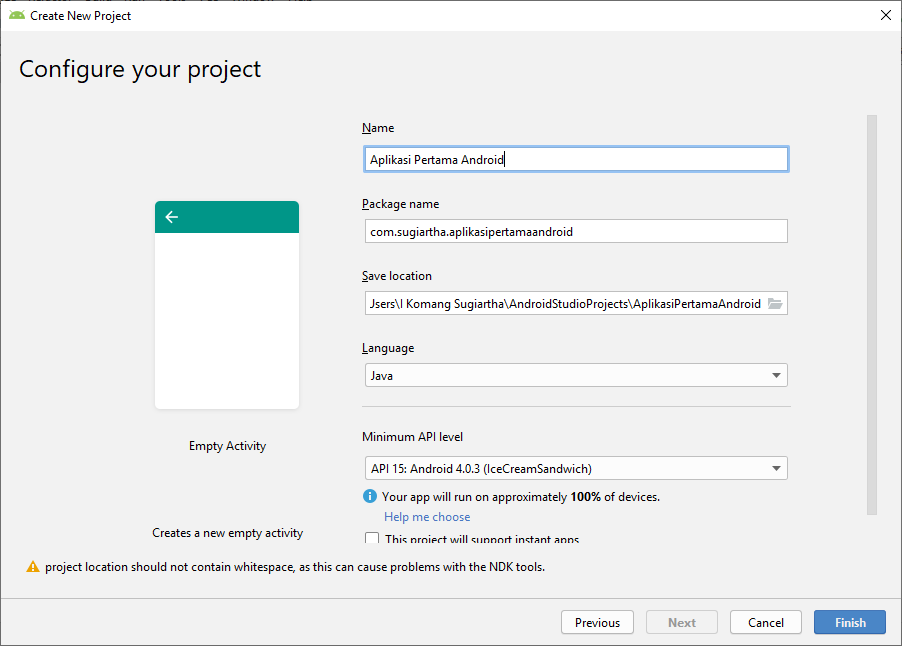 Create New Project
Configure your project
Name
Aplikasi Pertama Android
Package name
com.sugiartha.aplikasipertamaandroid
Save location
Jsers\I Komang Sugiartha\AndroidStudioProjects\AplikasiPertamaAndroid
Language
Java
Empty Activity
Minimum API level
API 15: Android 4.0.3 (IceCreamSandwich)
Your app will run on approximately 100% of devices.
Help me choose
Creates a new empty activity
This project will support instant apps
project location should not contain whitespace, as this can cause problems with the NDK tools.
Previous
Next
Cancel
Finish